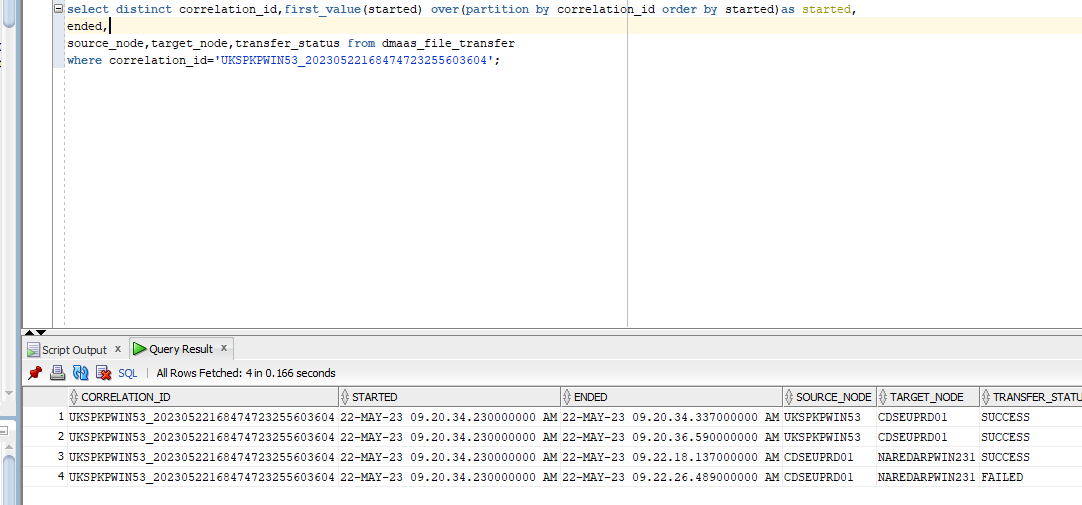 select distinct correlation_id,first_value(started) over(partition by correlation_id order by started)as started,
ended,
source_node,target_node,transfer_status from dmaas_file_transfer
where correlation_id='UKSPKPWIN53_20230522168474723255603604';
Script Output x Query Result x
SQL | All Rows Fetched: 4 in 0.166 seconds
CORRELATION_ID STARTED ENDED SOURCE_NODE TARGET_NODE TRANSFER_STATU
1 UKSPKPWIN53_20230522168474723255603604 22-MAY-23 09.20.34.230000000 AM 22-MAY-23 09.20.34.337000000 AM UKSPKPWIN53 CDSEUPRD01 SUCCESS
2 UKSPKPWIN53_20230522168474723255603604 22-MAY-23 09.20.34.230000000 AM 22-MAY-23 09.20.36.590000000 AM UKSPKPWIN53 CDSEUPRD01 SUCCESS
3 UKSPKPWIN53_20230522168474723255603604 22-MAY-23 09.20.34.230000000 AM 22-MAY-23 09.22.18.137000000 AM CDSEUPRD01 NAREDARPWIN231 SUCCESS
4 UKSPKPWIN53_20230522168474723255603604 22-MAY-23 09.20.34.230000000 AM 22-MAY-23 09.22.26.489000000 AM CDSEUPRD01 NAREDARPWIN231 FAILED